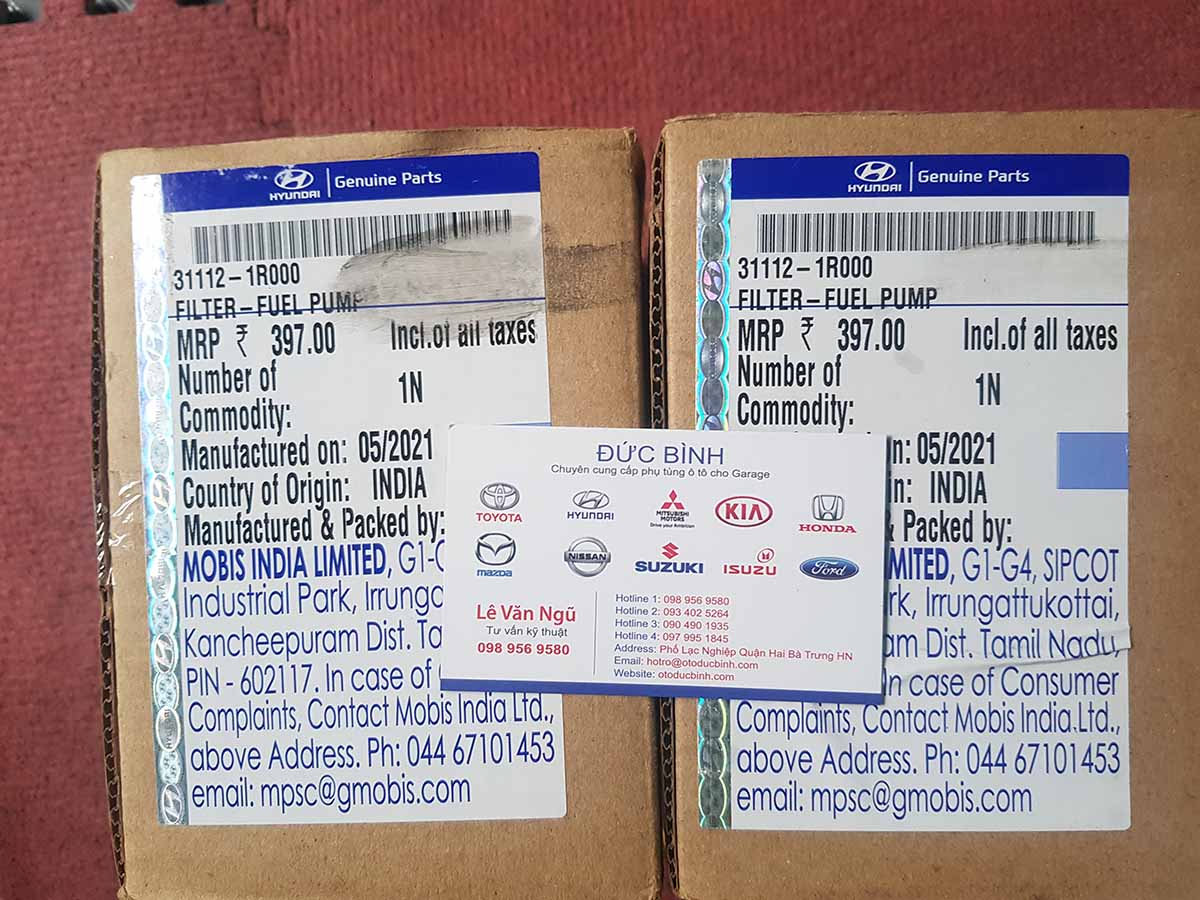 HYUNDAI Genuine Parts
31112-1R000
FILTER-FUEL PUMP
MRP ₹ 397.00 Incl.of all taxes
Number of
Commodity: 1N
Manufactured on: 05/2021
Country of Origin: INDIA
Manufactured & Packed by:
MOBIS INDIA LIMITED, G1-
Industrial Park,
Kancheepuram Dist.
PIN - 602117. In case of
Complaints, Contact Mobis India Ltd.,
above Address. Ph: 044 67101453
email: mpsc@gmobis.com
HYUNDAI Genuine Parts
31112-1R000
FILTER-FUEL PUMP
MRP ₹ 397.00 Incl.of all taxes
Number of
Commodity: 1N
05/2021
INDIA
& Packed by:
G1-G4, SIPCOT
Irrungattukottai,
Dist. Tamil Nadu,
In case of Consumer
Complaints, Contact Mobis India.Ltd.,
above Address. Ph: 044 67101453
email: mpsc@gmobis.com
ĐỨC BÌNH
Chuyên cung cấp phụ tùng ô tô cho Garage
TOYOTA HYUNDAI MITSUBISHI MOTORS Drive your Ambition KIA HONDA
mazda NISSAN SUZUKI ISUZU Ford
Lê Văn Ngũ
Tư vấn kỹ thuật
098 956 9580
Hotline 1: 098 956 9580
Hotline 2: 093 402 5264
Hotline 3: 090 490 1935
Hotline 4: 097 995 1845
Address: Phố Lạc Nghiệp Quận Hai Bà Trưng HN
Email: hotro@otoducbinh.com
Website: otoducbinh.com